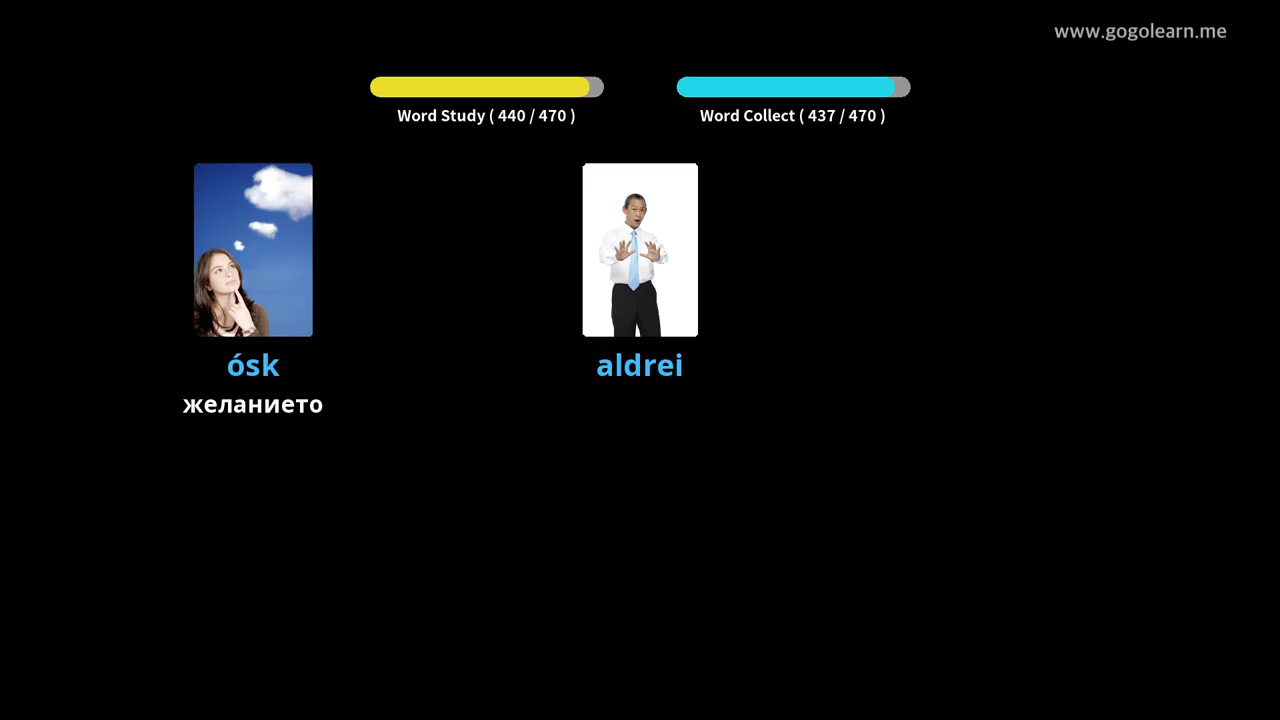 www.gogolearn.me
Word Study ( 440 / 470 )
Word Collect ( 437 / 470 )
ósk
aldrei
желанието